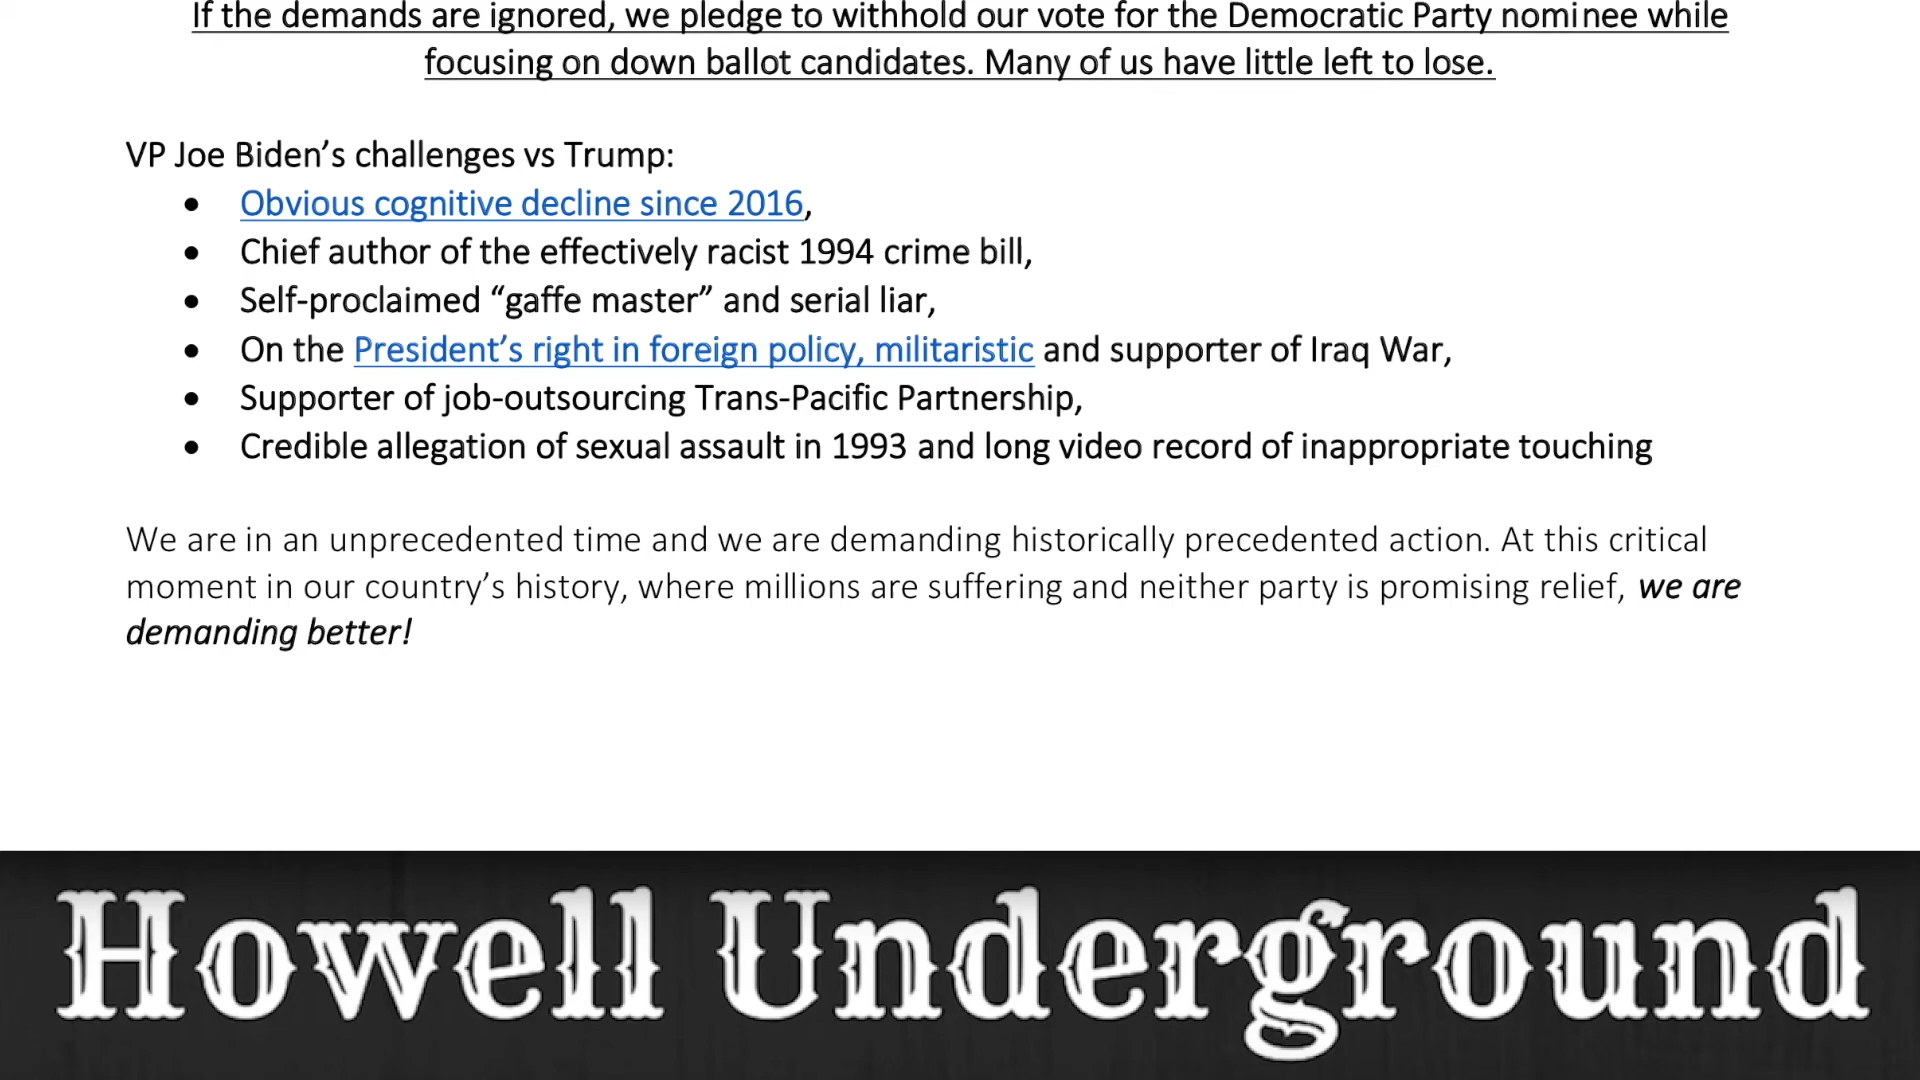 If the demands are ignored, we pledge to withhold our vote for the Democratic Party nominee while
focusing on down ballot candidates. Many of us have little left to lose.
VP Joe Biden’s challenges vs Trump:
• Obvious cognitive decline since 2016,
• Chief author of the effectively racist 1994 crime bill,
• Self-proclaimed “gaffe master” and serial liar,
• On the President’s right in foreign policy, militaristic and supporter of Iraq War,
• Supporter of job-outsourcing Trans-Pacific Partnership,
• Credible allegation of sexual assault in 1993 and long video record of inappropriate touching
We are in an unprecedented time and we are demanding historically precedented action. At this critical
moment in our country’s history, where millions are suffering and neither party is promising relief, we are
demanding better!
Howell Underground